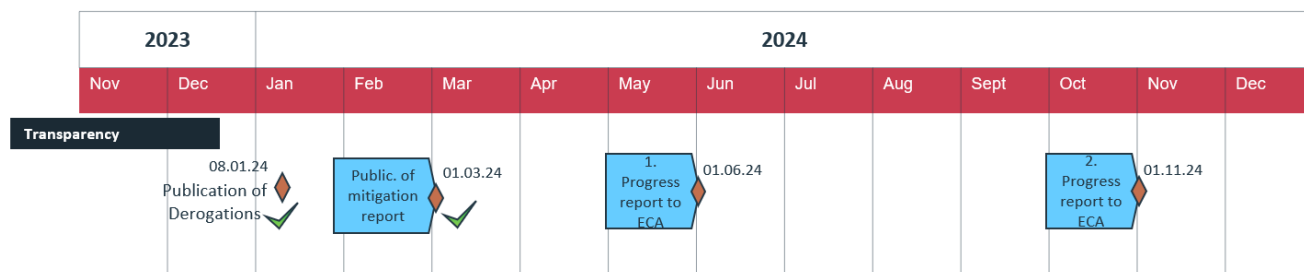 2023
2024
Nov
Dec
Jan
Feb
Mar
Apr
May
Jun
Jul
Aug
Sept
Oct
Nov
Dec
Transparency
08.01.24
Publication of
Derogations
Public. of
mitigation
report
01.03.24
1.
Progress
report to
ECA
01.06.24
2.
Progress
report to
ECA
01.11.24